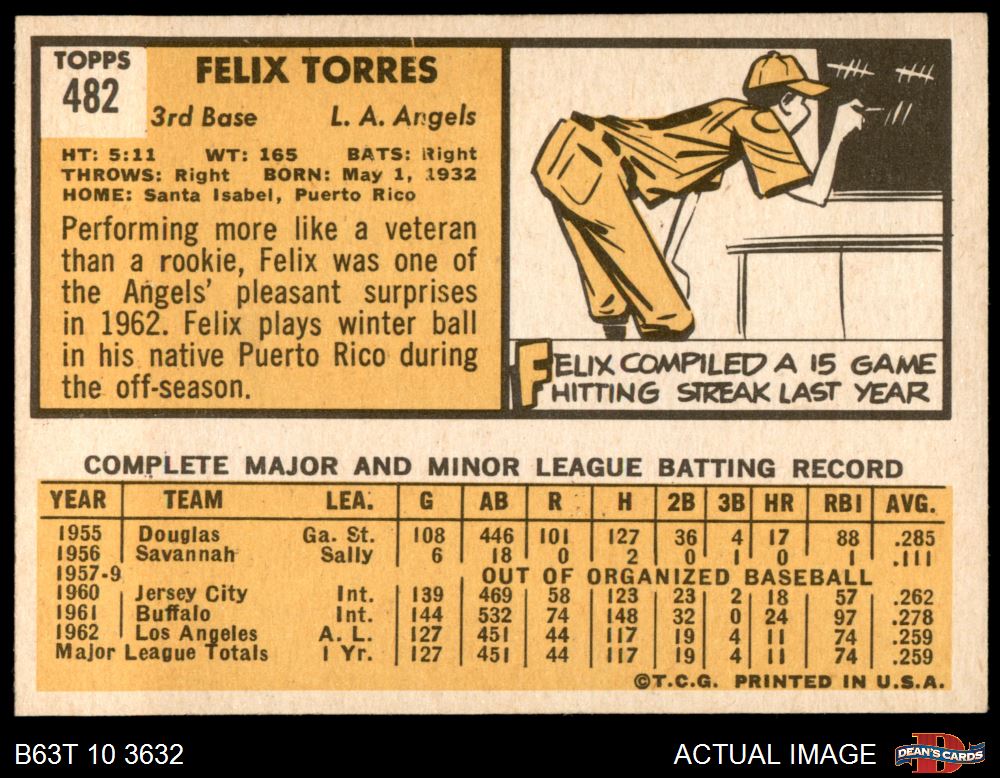 TOPPS
482
FELIX TORRES
3rd Base L. A. Angels
HT: 5:11 WT: 165 BATS: Right
THROWS: Right BORN: May 1, 1932
HOME: Santa Isabel, Puerto Rico
Performing more like a veteran
than a rookie, Felix was one of
the Angels' pleasant surprises
in 1962. Felix plays winter ball
in his native Puerto Rico during
the off-season.
FELIX COMPILED A 15 GAME
HITTING STREAK LAST YEAR
COMPLETE MAJOR AND MINOR LEAGUE BATTING RECORD
YEAR TEAM LEA. G AB R H 2B 3B HR RBI AVG.
1955 Douglas Ga. St. 108 446 101 127 36 4 17 88 .285
1956 Savannah Sally 6 18 0 2 0 1 0 1 .111
1957-9 OUT OF ORGANIZED BASEBALL
1960 Jersey City Int. 139 469 58 123 23 2 18 57 .262
1961 Buffalo Int. 144 532 74 148 32 0 24 97 .278
1962 Los Angeles A. L. 127 451 44 117 19 4 11 74 .259
Major League Totals 1 Yr. 127 451 44 117 19 4 11 74 .259
©T.C.G. PRINTED IN U.S.A.
B63T 10 3632 ACTUAL IMAGE DEAN'S CARDS